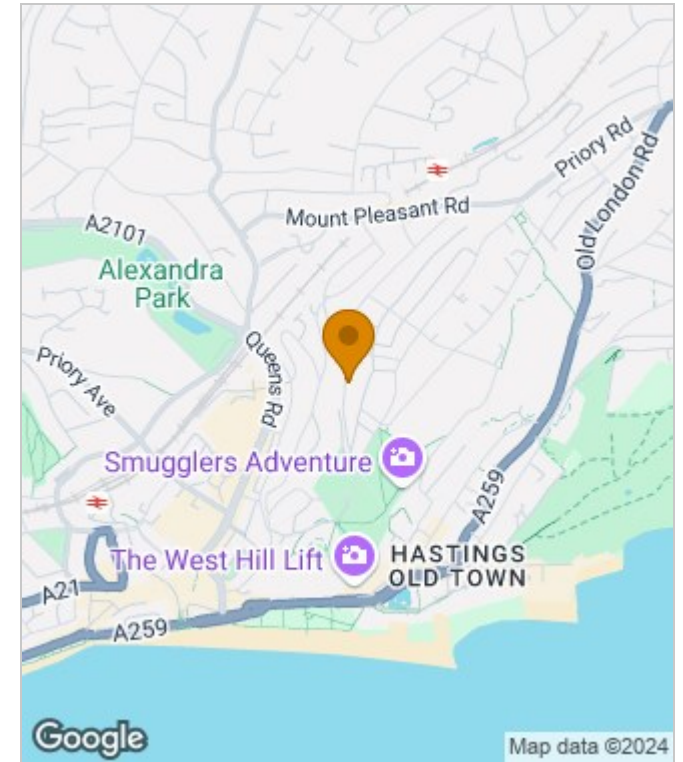 Priory Rd
Mount Pleasant Rd
Old London Rd
A2101
Alexandra
Park
Queens Rd
Priory Ave
Smugglers Adventure
A259
The West Hill Lift
HASTINGS
OLD TOWN
A21
A259
Google
Map data ©2024